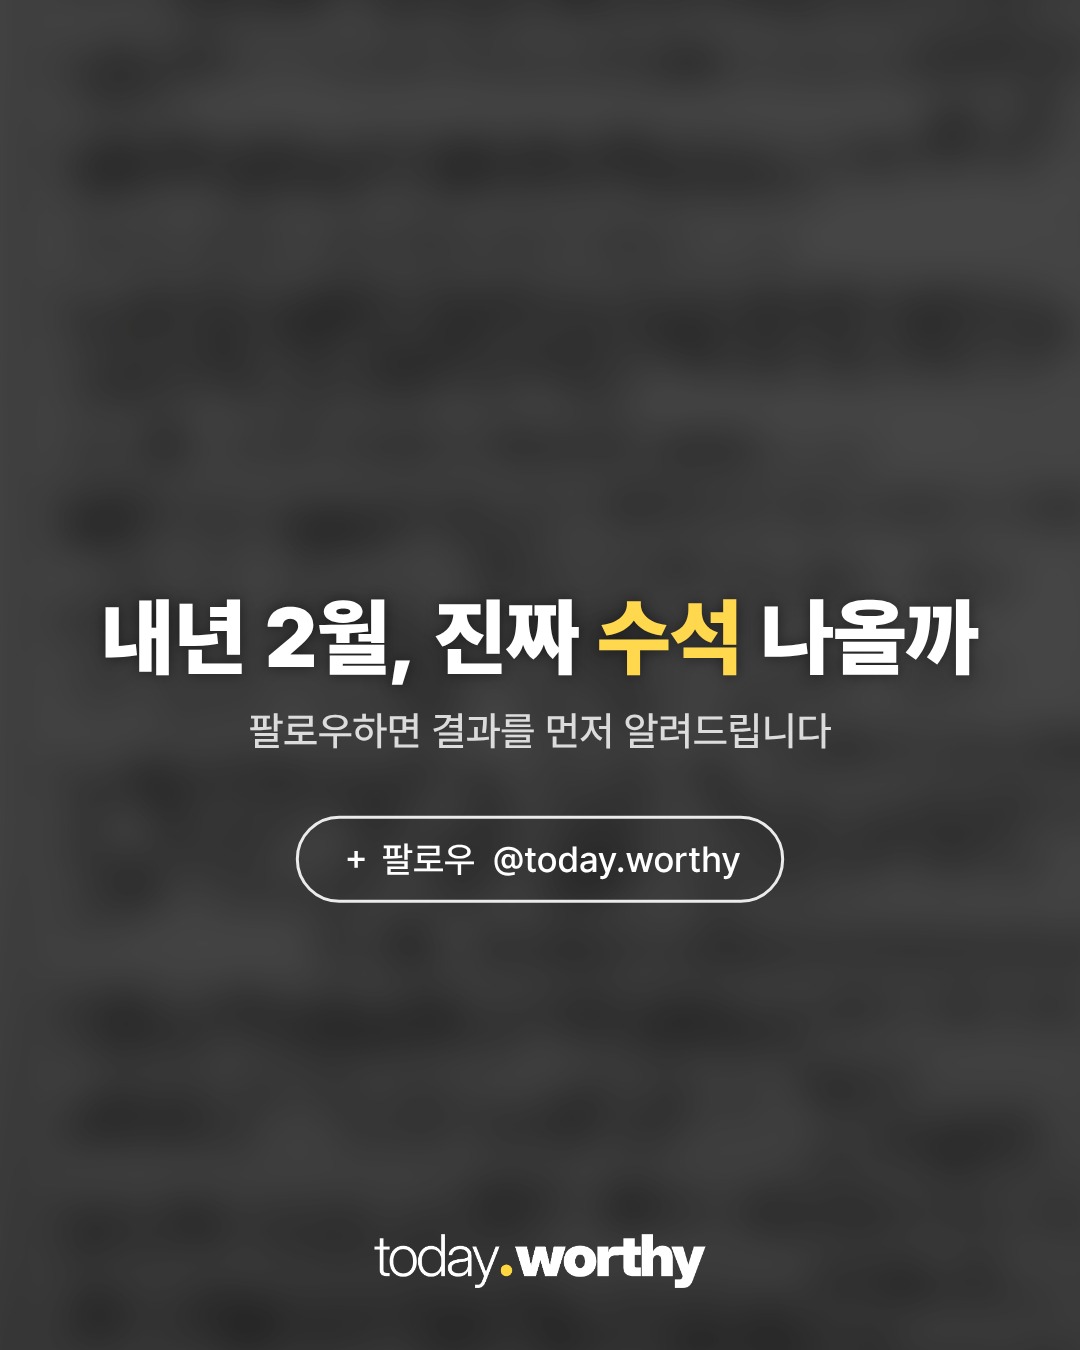 내년 2월, 진짜 수석 나올까
팔로우하면 결과를 먼저 알려드립니다
+ 팔로우 @today.worthy
today.worthy